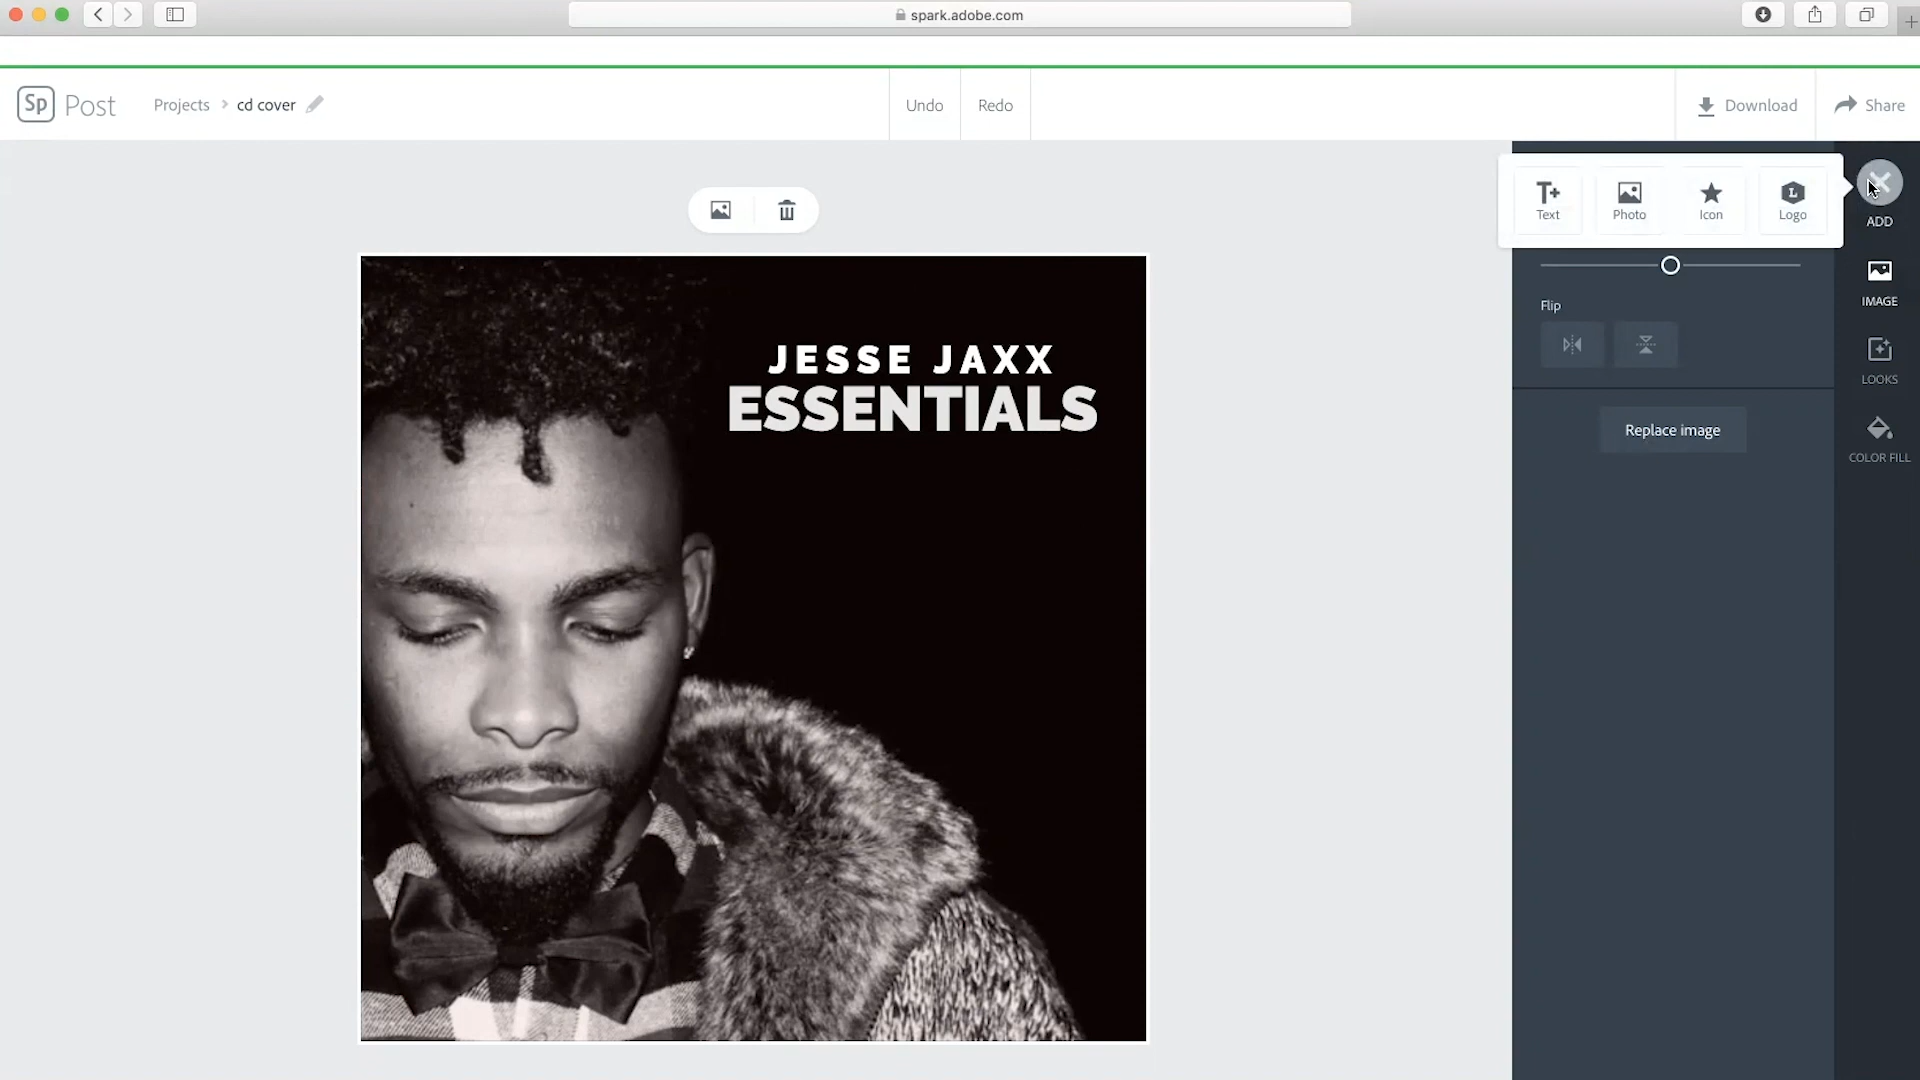 spark.adobe.com
Sp Post
Projects > cd cover
Undo
Redo
Download
Share
T+
Text
Photo
Icon
L
Logo
ADD
IMAGE
Flip
LOOKS
Replace image
COLOR FILL
JESSE JAXX
ESSENTIALS